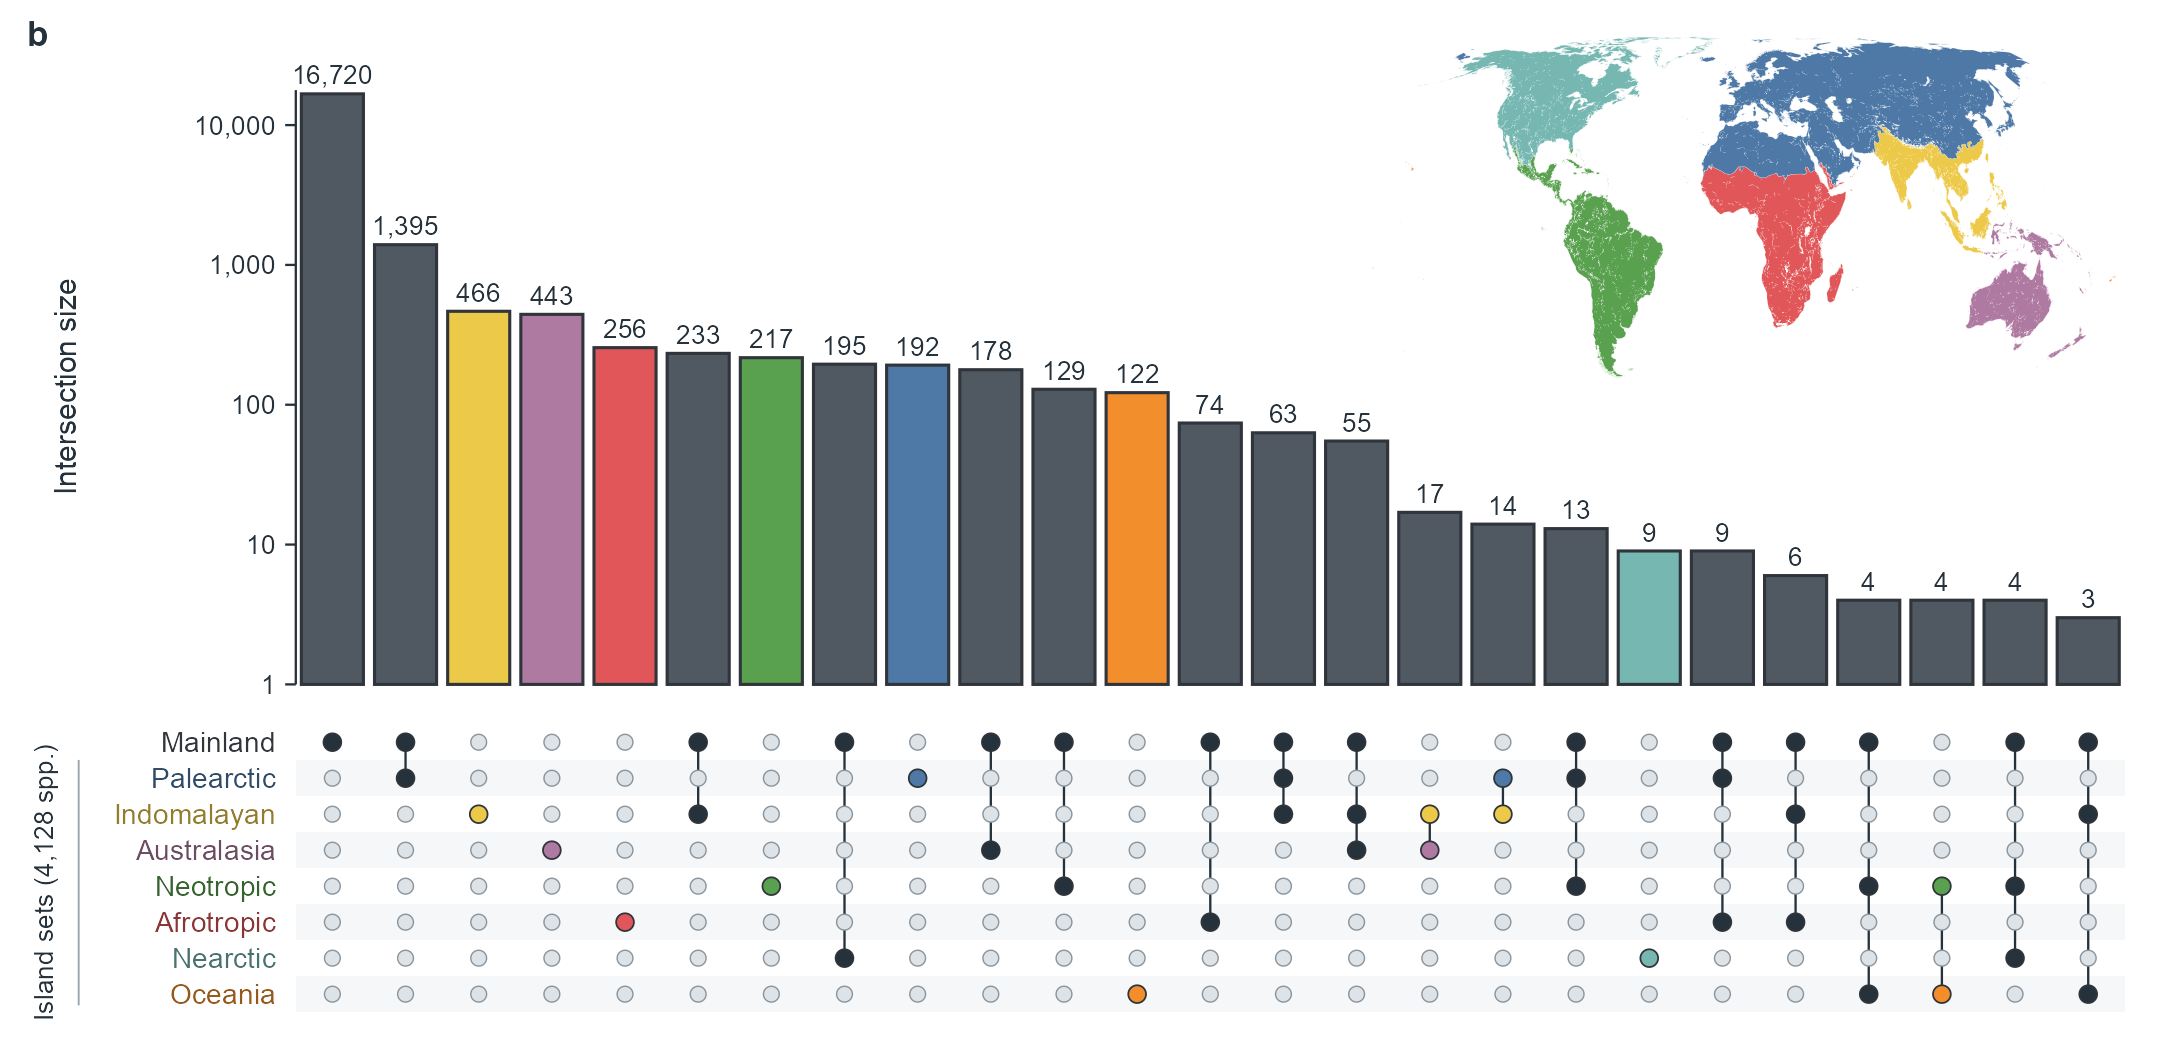 b
16,720
1,395
466
443
256
233
217
195
192
178
129
122
74
63
55
17
14
13
9
9
6
4
4
4
3
Intersection size
10,000
1,000
100
10
1
Island sets (4,128 spp.)
Mainland
Palearctic
Indomalayan
Australasia
Neotropic
Afrotropic
Nearctic
Oceania